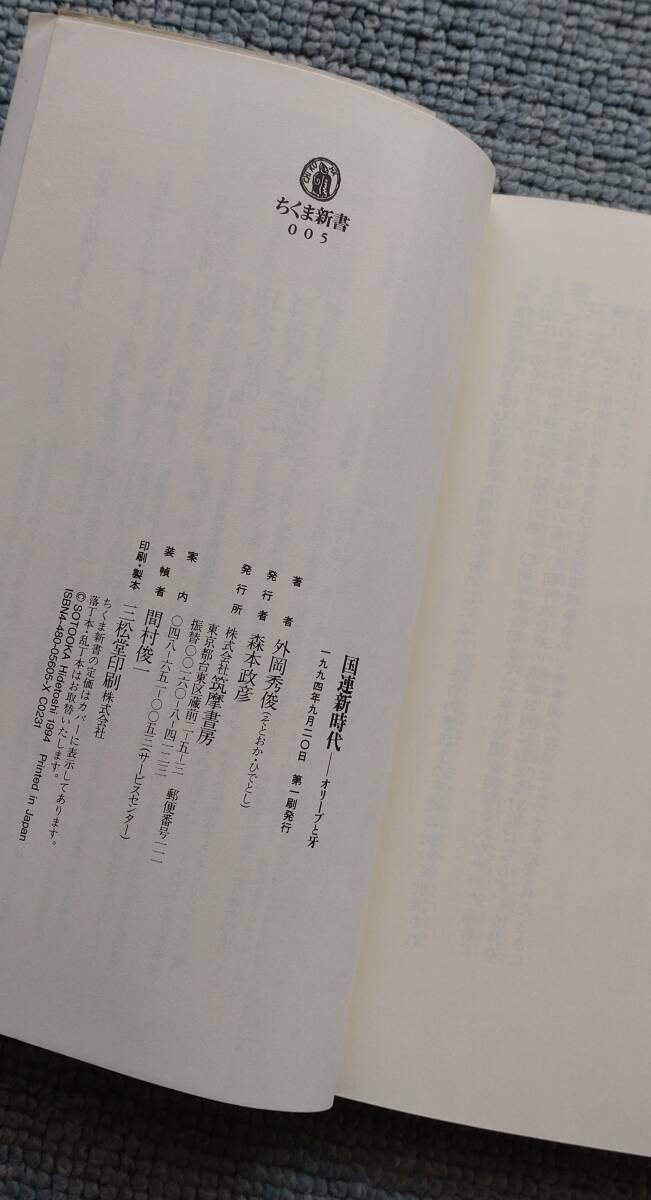 CHIKUMA
ちくま新書
005
国連新時代――オリーブと牙
一九九四年九月二〇日 第一刷発行
著者 外岡秀俊(そとおか・ひでとし)
発行者 森本政彦
発行所 株式会社筑摩書房
東京都台東区蔵前二-五-三 郵便番号一一一
振替〇〇一六〇-八-四一二三
案内 〇四八-六五一-〇〇五三(サービスセンター)
装幀者 間村俊一
印刷・製本 三松堂印刷株式会社
ちくま新書の定価はカバーに表示してあります。
落丁本・乱丁本はお取替いたします。
©SOTOOKA Hidetoshi 1994 Printed in Japan
ISBN4-480-05605-X C0231